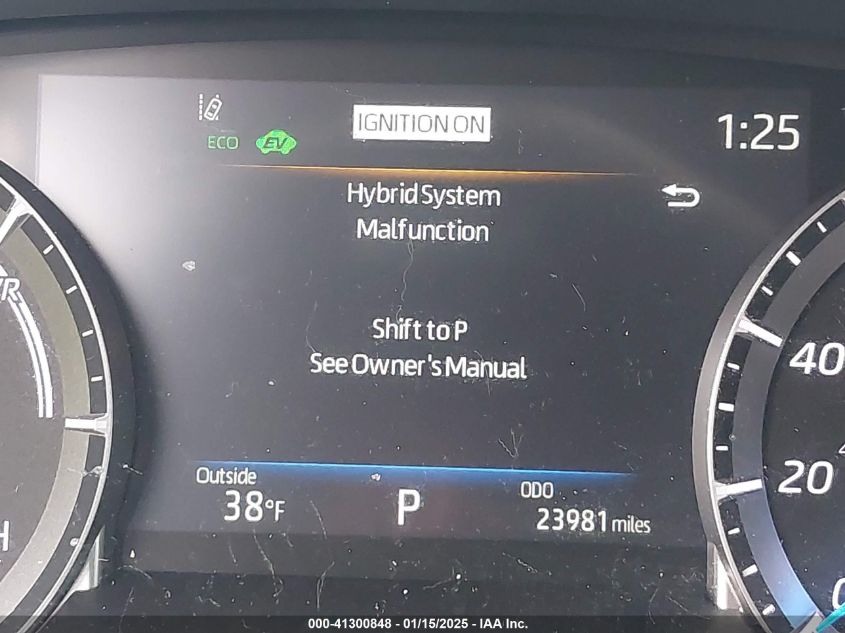 IGNITION ON
1:25
ECO
EV
Hybrid System
Malfunction
Shift to P
See Owner's Manual
40
20
0
Outside
38°F
P
ODO
23981 miles
000-41300848 - 01/15/2025 - IAA Inc.